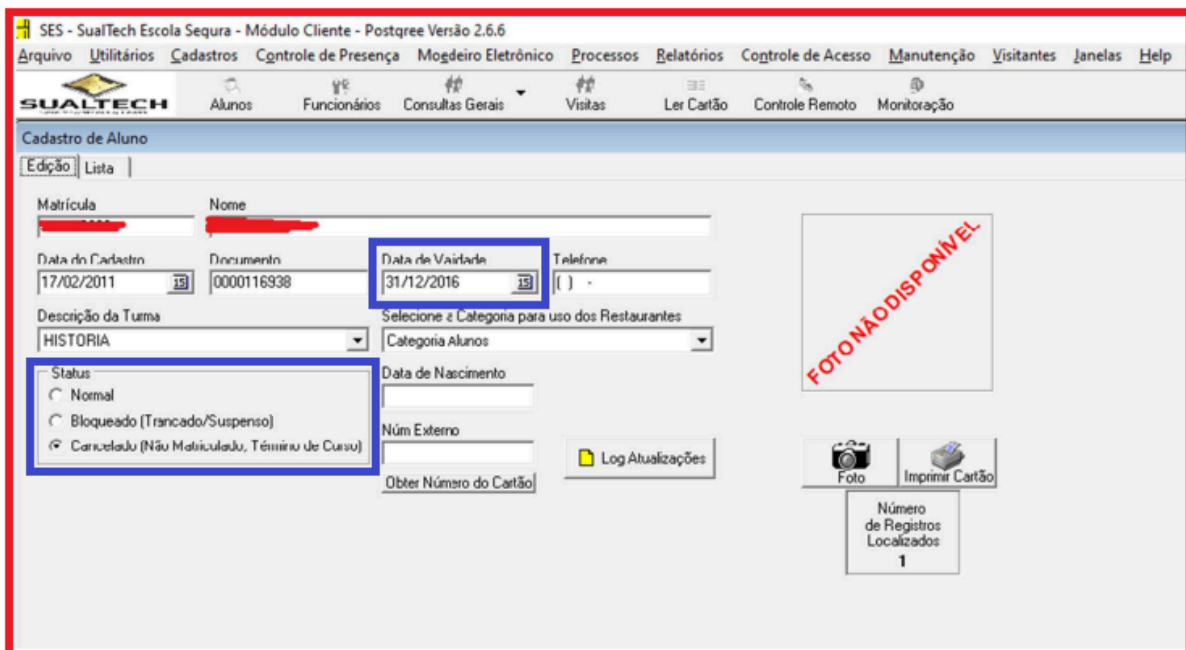 SES - SualTech Escola Segura - Módulo Cliente - Postgree Versão 2.6.6
Arquivo Utilitários Cadastros Controle de Presença Moedeiro Eletrônico Processos Relatórios Controle de Acesso Manutenção Visitantes Janelas Help
SUALTECH Alunos Funcionários Consultas Gerais Visitas Ler Cartão Controle Remoto Monitoração
Cadastro de Aluno
Edição Lista
Matrícula Nome
Data do Cadastro Documento Data de Vaidade Telefone
17/02/2011 15 0000116938 31/12/2016 15 ( ) -
Descrição da Turma Selecione a Categoria para uso dos Restaurantes
HISTORIA Categoria Alunos
FOTO NÃO DISPONÍVEL
Status Data de Nascimento
Normal
Bloqueado (Trancado/Suspenso)
Núm Externo
Cancelado (Não Matriculado, Término de Curso)
Log Atualizações
Obter Número do Cartão
Foto Imprimir Cartão
Número
de Registros
Localizados
1